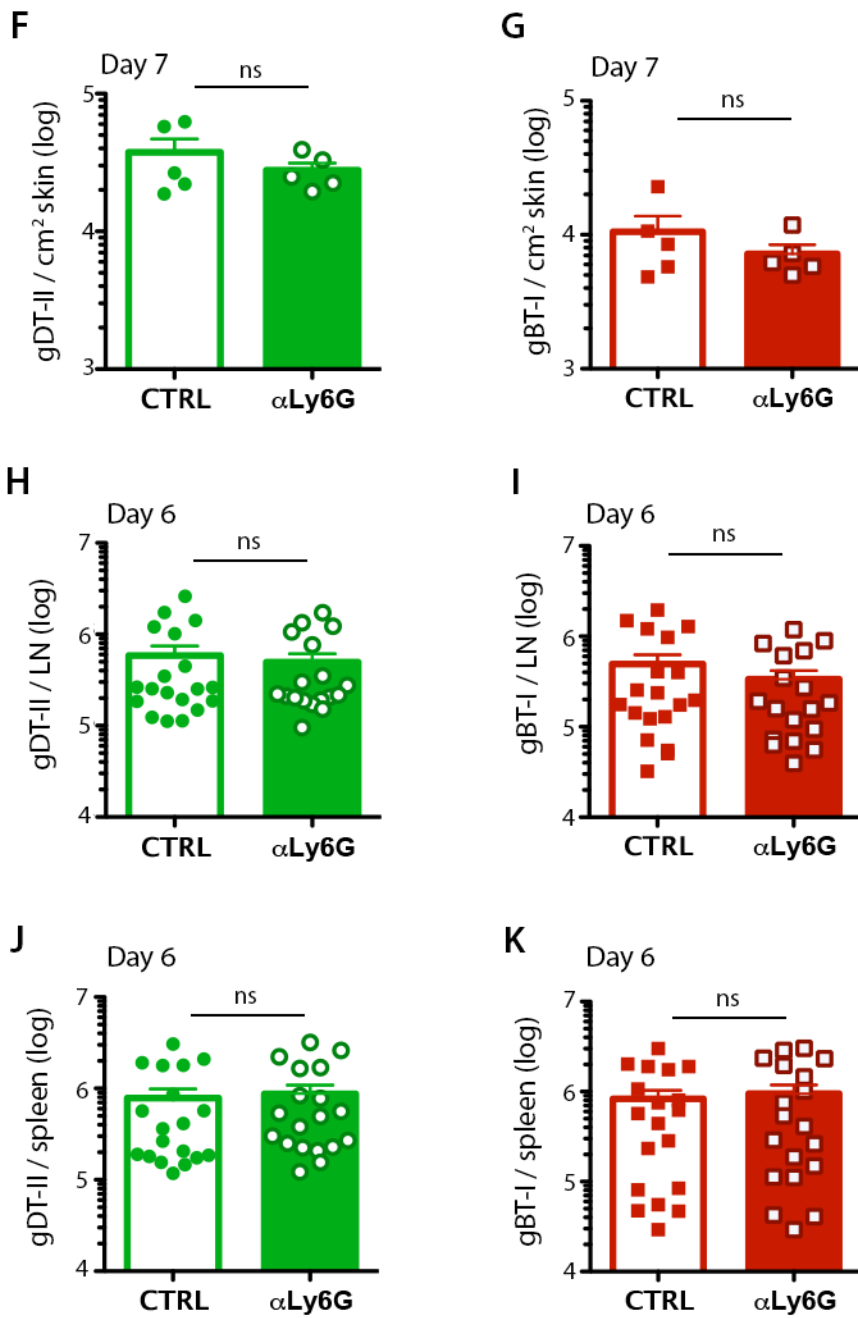 F
Day 7
ns
gDT-II / cm² skin (log)
5
4
3
CTRL
αLy6G
G
Day 7
ns
gBT-I / cm² skin (log)
5
4
3
CTRL
αLy6G
H
Day 6
ns
gDT-II / LN (log)
7
6
5
4
CTRL
αLy6G
I
Day 6
ns
gBT-I / LN (log)
7
6
5
4
CTRL
αLy6G
J
Day 6
ns
gDT-II / spleen (log)
7
6
5
4
CTRL
αLy6G
K
Day 6
ns
gBT-I / spleen (log)
7
6
5
4
CTRL
αLy6G